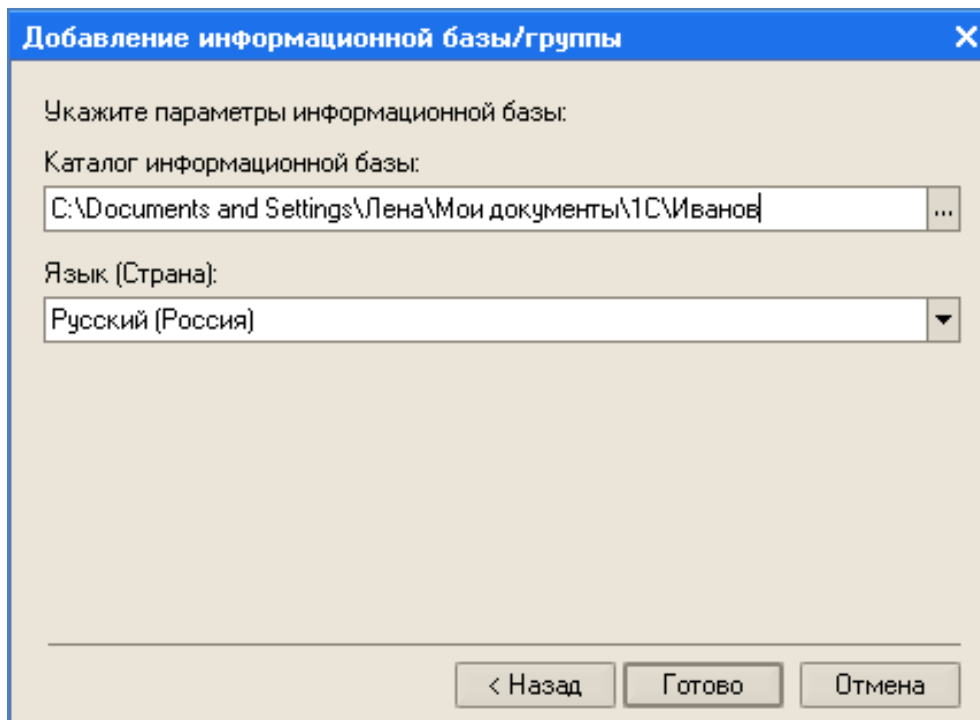 Добавление информационной базы/группы
Укажите параметры информационной базы:
Каталог информационной базы:
C:\Documents and Settings\Лена\Мои документы\1С\Иванов
...
Язык (Страна):
Русский (Россия)
< Назад Готово Отмена